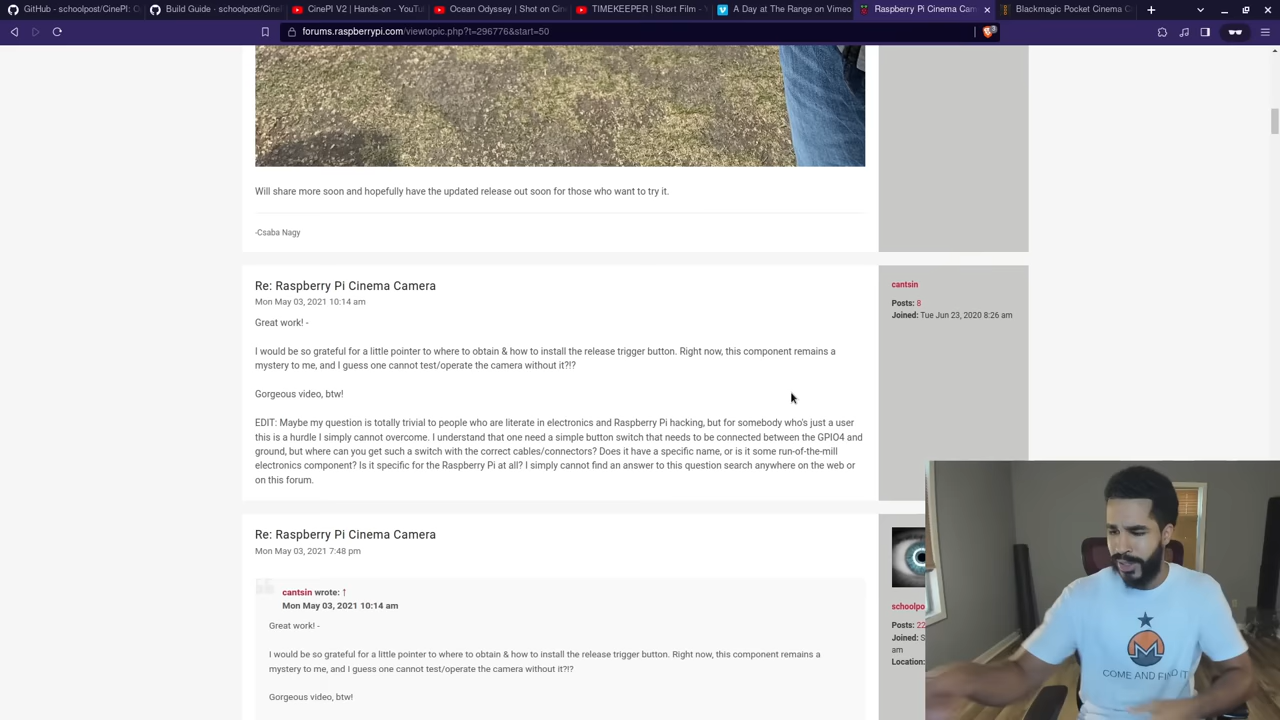 GitHub - schoolpost/CinePI: O
Build Guide - schoolpost/Cine
CinePI V2 | Hands-on - YouTu
Ocean Odyssey | Shot on Cin
TIMEKEEPER | Short Film - Y
A Day at The Range on Vimeo
Raspberry Pi Cinema Cam
Blackmagic Pocket Cinema C
forums.raspberrypi.com/viewtopic.php?t=296776&start=50
Will share more soon and hopefully have the updated release out soon for those who want to try it.
-Csaba Nagy
Re: Raspberry Pi Cinema Camera
Mon May 03, 2021 10:14 am
Great work! -
I would be so grateful for a little pointer to where to obtain & how to install the release trigger button. Right now, this component remains a
mystery to me, and I guess one cannot test/operate the camera without it?!?
Gorgeous video, btw!
EDIT: Maybe my question is totally trivial to people who are literate in electronics and Raspberry Pi hacking, but for somebody who's just a user
this is a hurdle I simply cannot overcome. I understand that one need a simple button switch that needs to be connected between the GPIO4 and
ground, but where can you get such a switch with the correct cables/connectors? Does it have a specific name, or is it some run-of-the-mill
electronics component? Is it specific for the Raspberry Pi at all? I simply cannot find an answer to this question search anywhere on the web or
on this forum.
cantsin
Posts: 8
Joined: Tue Jun 23, 2020 8:26 am
Re: Raspberry Pi Cinema Camera
Mon May 03, 2021 7:48 pm
cantsin wrote: ↑
Mon May 03, 2021 10:14 am
Great work! -
I would be so grateful for a little pointer to where to obtain & how to install the release trigger button. Right now, this component remains a
mystery to me, and I guess one cannot test/operate the camera without it?!?
Gorgeous video, btw!
schoolpo
Posts: 22
Joined: S
am
Location:
COME AND FIND IT